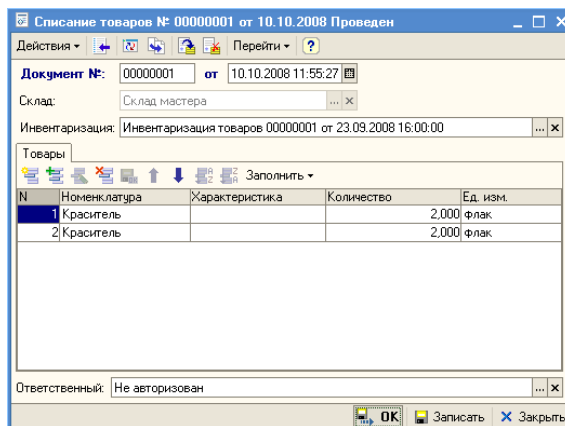 Списание товаров № 00000001 от 10.10.2008 Проведен
Действия Перейти ?
Документ №: 00000001 от 10.10.2008 11:55:27
Склад: Склад мастера ... ×
Инвентаризация: Инвентаризация товаров 00000001 от 23.09.2008 16:00:00 ... ×
Товары
Заполнить
N Номенклатура Характеристика Количество Ед. изм.
1 Краситель 2,000 флак
2 Краситель 2,000 флак
Ответственный: Не авторизован ... ×
OK Записать Закрыть